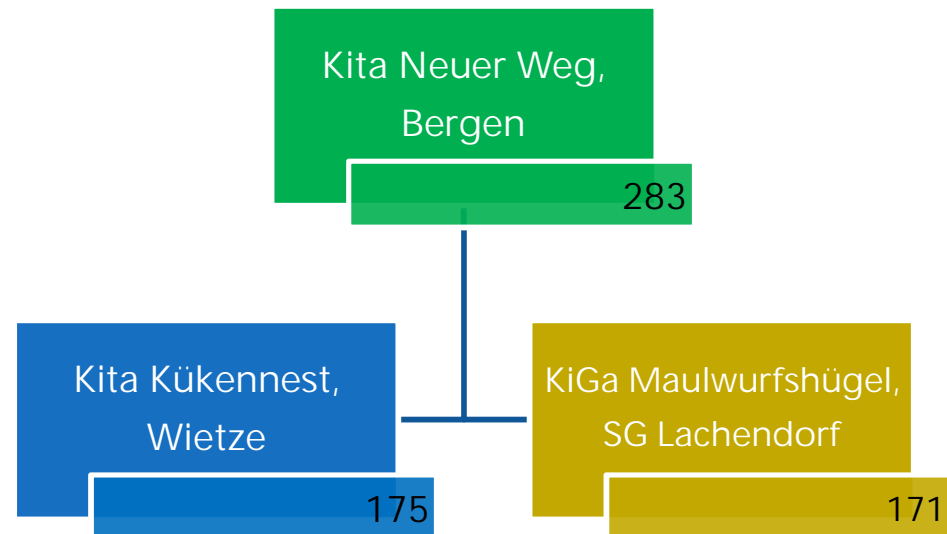 Kita Neuer Weg,
Bergen
283
Kita Kükennest,
Wietze
175
KiGa Maulwurfshügel,
SG Lachendorf
171